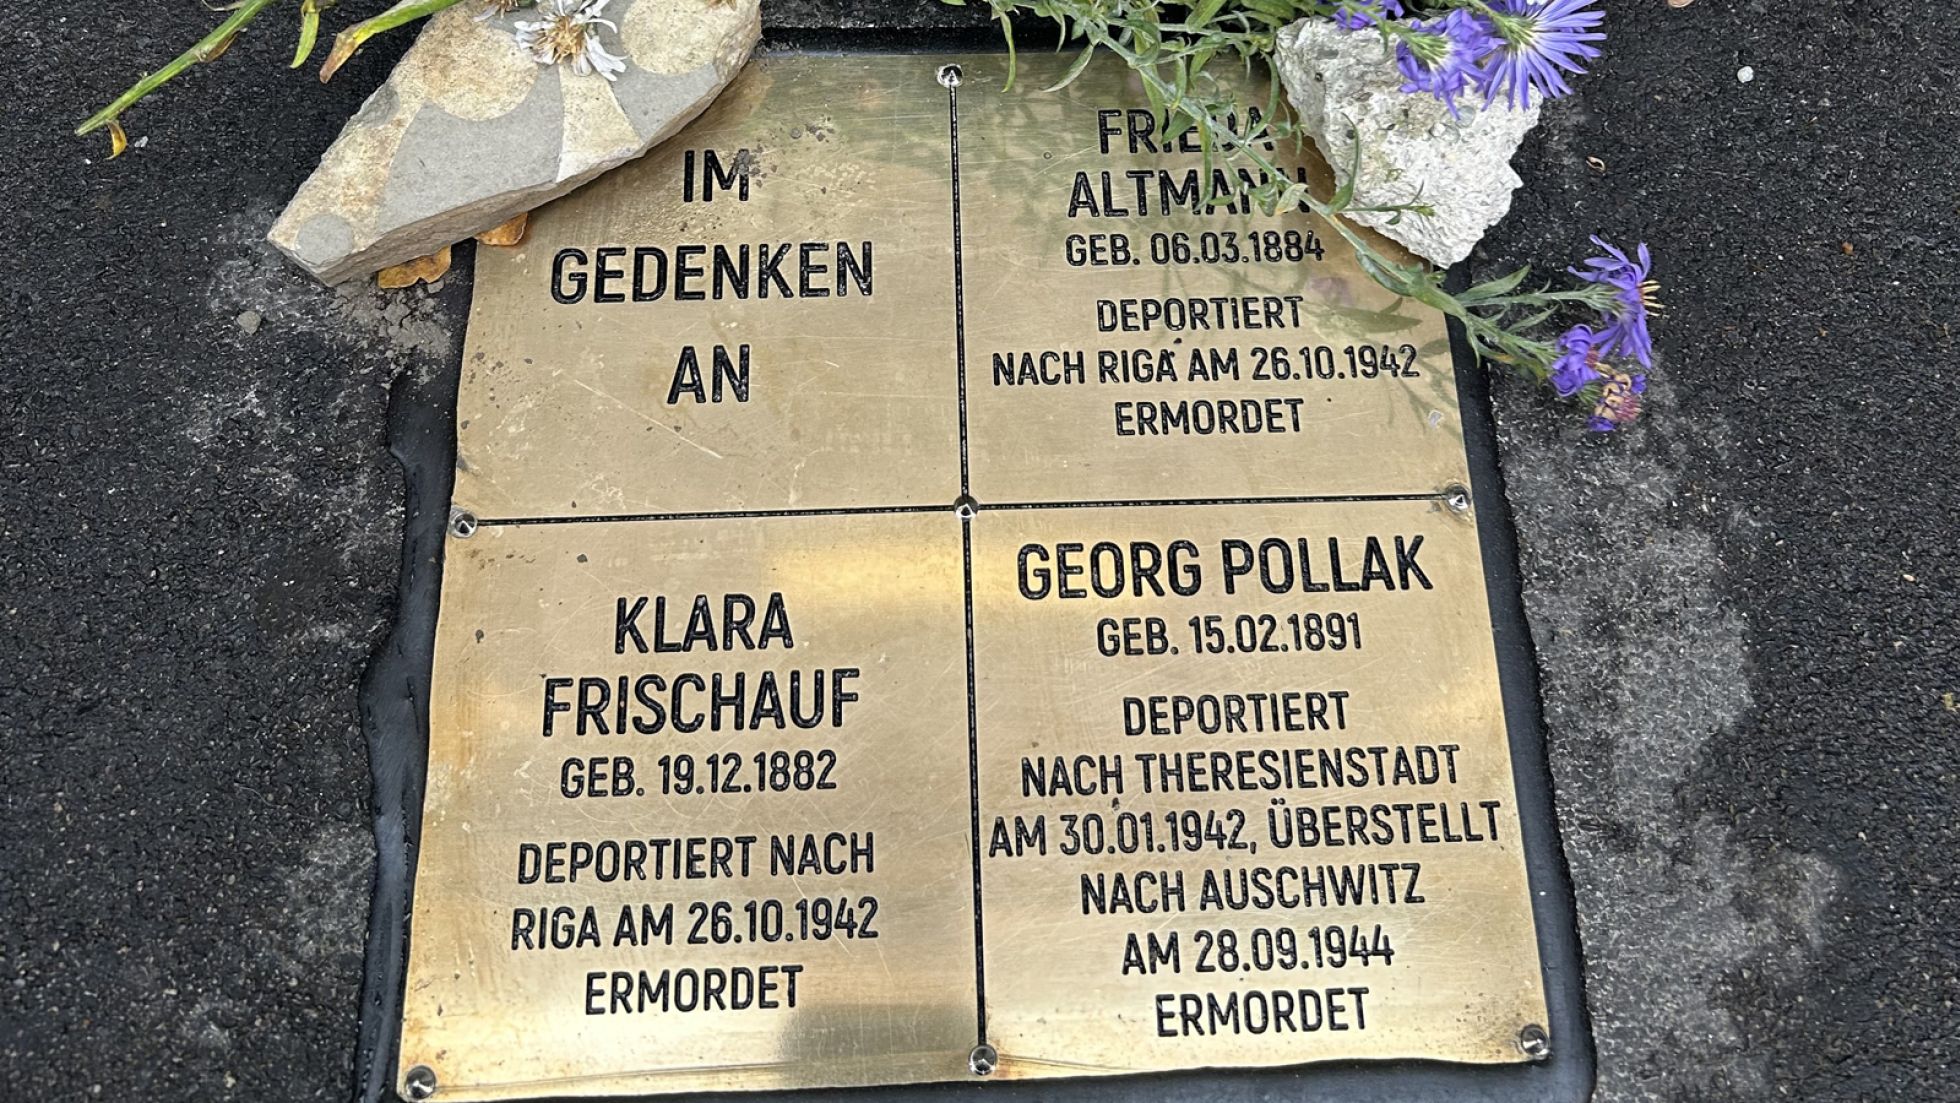 IM
GEDENKEN
AN
FRIEDA
ALTMANN
GEB. 06.03.1884
DEPORTIERT
NACH RIGA AM 26.10.1942
ERMORDET
KLARA
FRISCHAUF
GEB. 19.12.1882
DEPORTIERT NACH
RIGA AM 26.10.1942
ERMORDET
GEORG POLLAK
GEB. 15.02.1891
DEPORTIERT
NACH THERESIENSTADT
AM 30.01.1942, ÜBERSTELLT
NACH AUSCHWITZ
AM 28.09.1944
ERMORDET